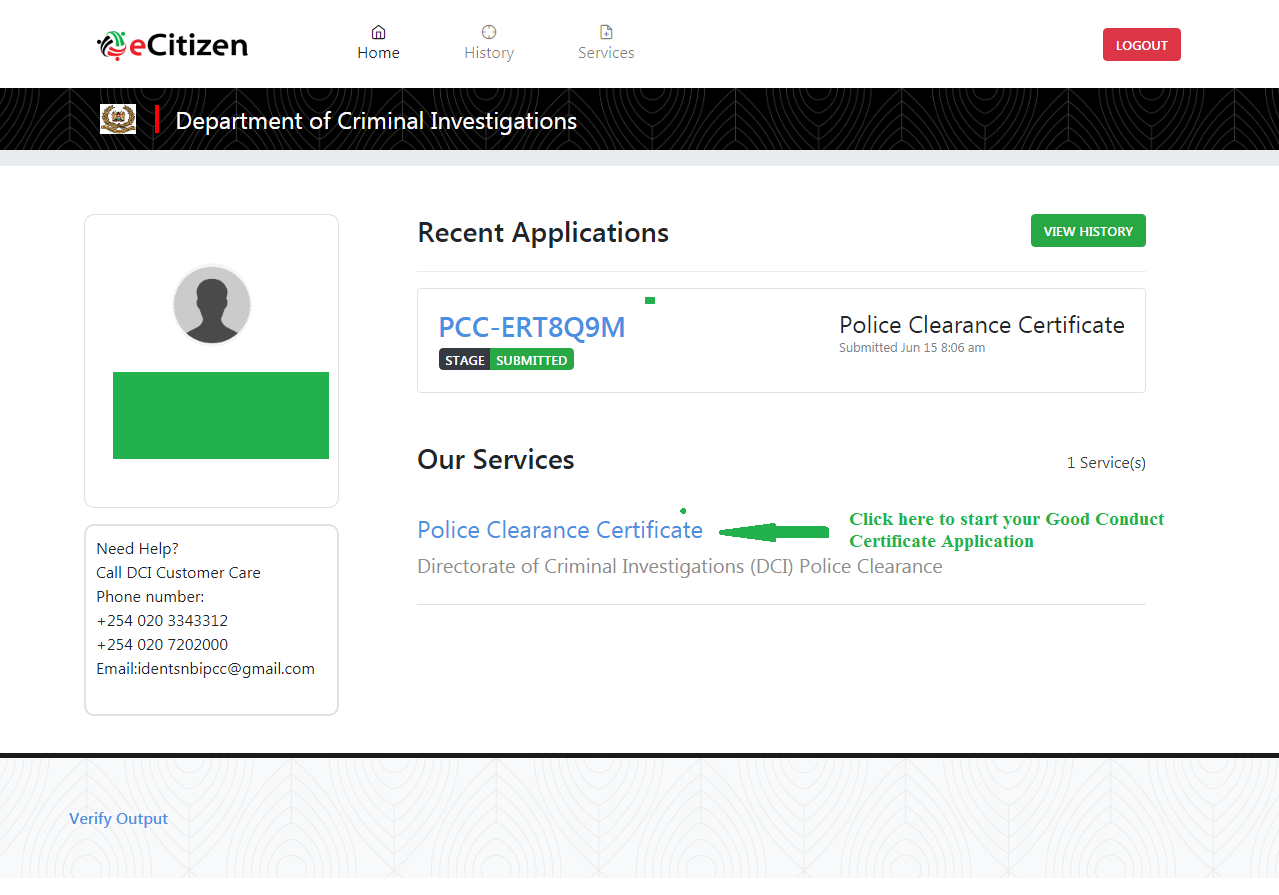 eCitizen
Home
History
Services
LOGOUT
Department of Criminal Investigations
Recent Applications
VIEW HISTORY
PCC-ERT8Q9M
STAGE SUBMITTED
Police Clearance Certificate
Submitted Jun 15 8:06 am
Our Services
1 Service(s)
Police Clearance Certificate
Click here to start your Good Conduct
Certificate Application
Directorate of Criminal Investigations (DCI) Police Clearance
Need Help?
Call DCI Customer Care
Phone number:
+254 020 3343312
+254 020 7202000
Email:identsnbipcc@gmail.com
Verify Output